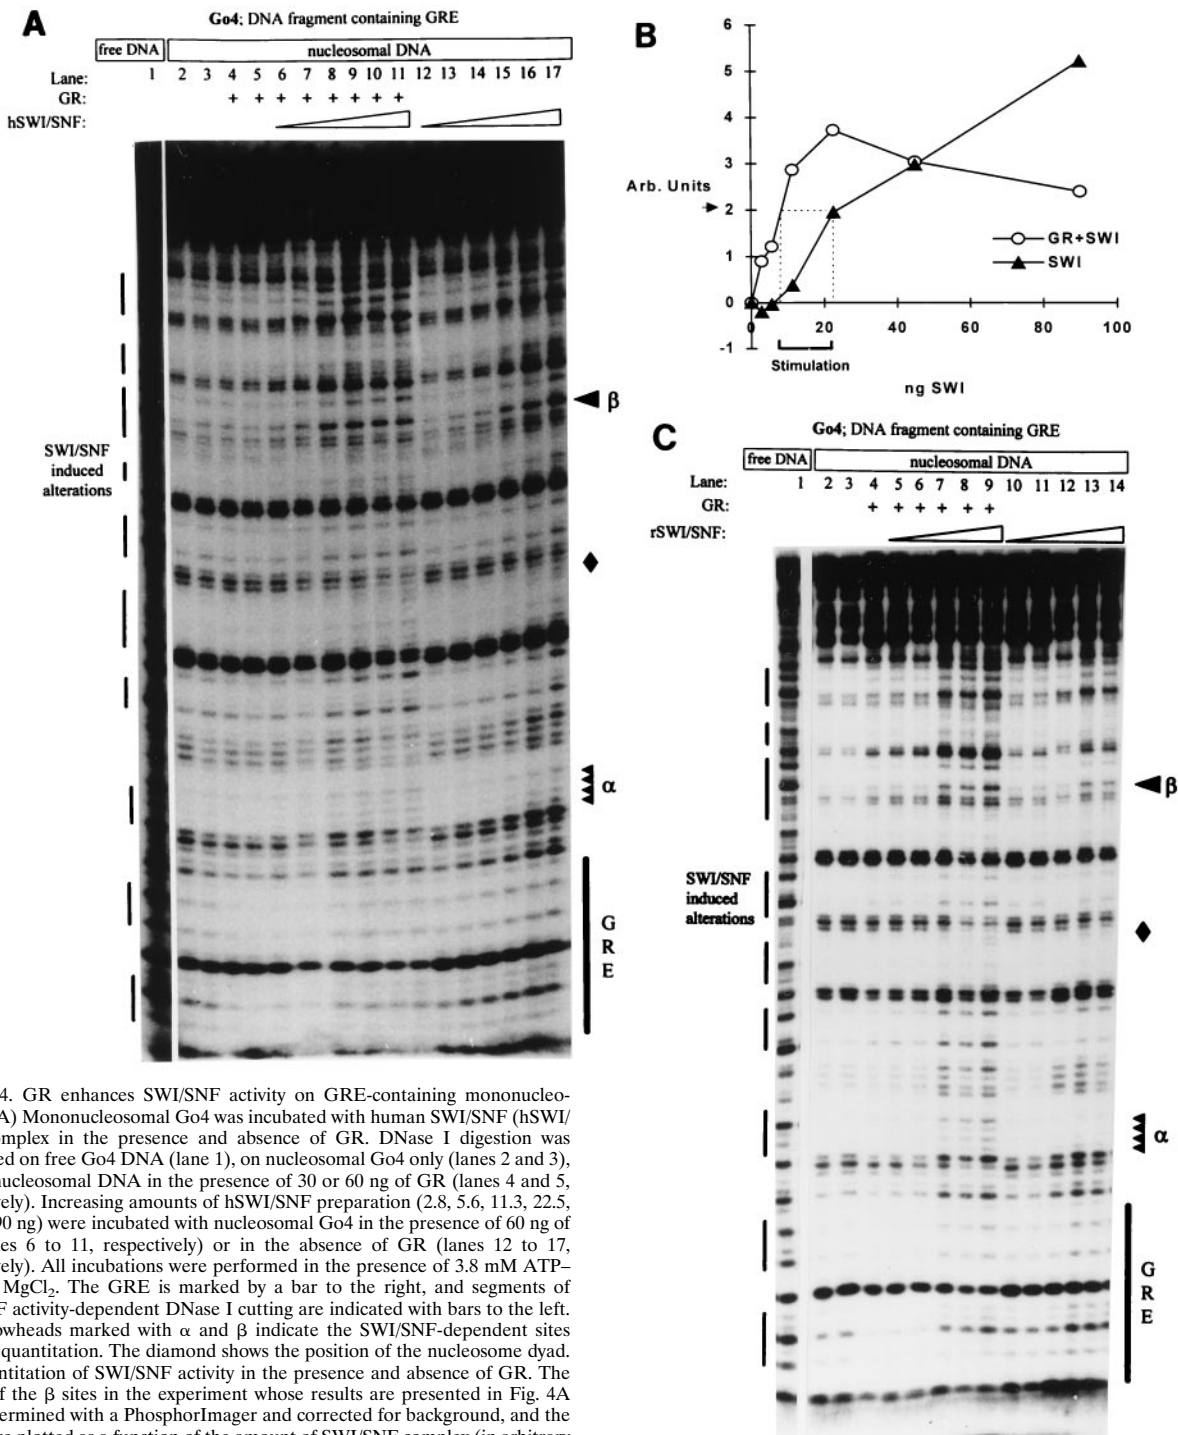 A
Go4; DNA fragment containing GRE
free DNA
nucleosomal DNA
Lane: 1 2 3 4 5 6 7 8 9 10 11 12 13 14 15 16 17
GR: + + + + + + + +
hSWI/SNF:
SWI/SNF
induced
alterations
β
α
G
R
E
B
6
5
4
3
2
1
0
-1
Arb. Units
GR+SWI
SWI
0 20 40 60 80 100
Stimulation
ng SWI
C
Go4; DNA fragment containing GRE
free DNA
nucleosomal DNA
Lane: 1 2 3 4 5 6 7 8 9 10 11 12 13 14
GR: + + + + + +
rSWI/SNF:
SWI/SNF
induced
alterations
β
α
G
R
E
4. GR enhances SWI/SNF activity on GRE-containing mononucleo-
A) Mononucleosomal Go4 was incubated with human SWI/SNF (hSWI/
omplex in the presence and absence of GR. DNase I digestion was
ed on free Go4 DNA (lane 1), on nucleosomal Go4 only (lanes 2 and 3),
nucleosomal DNA in the presence of 30 or 60 ng of GR (lanes 4 and 5,
vely). Increasing amounts of hSWI/SNF preparation (2.8, 5.6, 11.3, 22.5,
90 ng) were incubated with nucleosomal Go4 in the presence of 60 ng of
es 6 to 11, respectively) or in the absence of GR (lanes 12 to 17,
vely). All incubations were performed in the presence of 3.8 mM ATP–
MgCl2. The GRE is marked by a bar to the right, and segments of
F activity-dependent DNase I cutting are indicated with bars to the left.
owheads marked with α and β indicate the SWI/SNF-dependent sites
quantitation. The diamond shows the position of the nucleosome dyad.
ntitation of SWI/SNF activity in the presence and absence of GR. The
f the β sites in the experiment whose results are presented in Fig. 4A
ermined with a PhosphorImager and corrected for background, and the
plotted as a function of the amount of SWI/SNF complex (in arbitrary